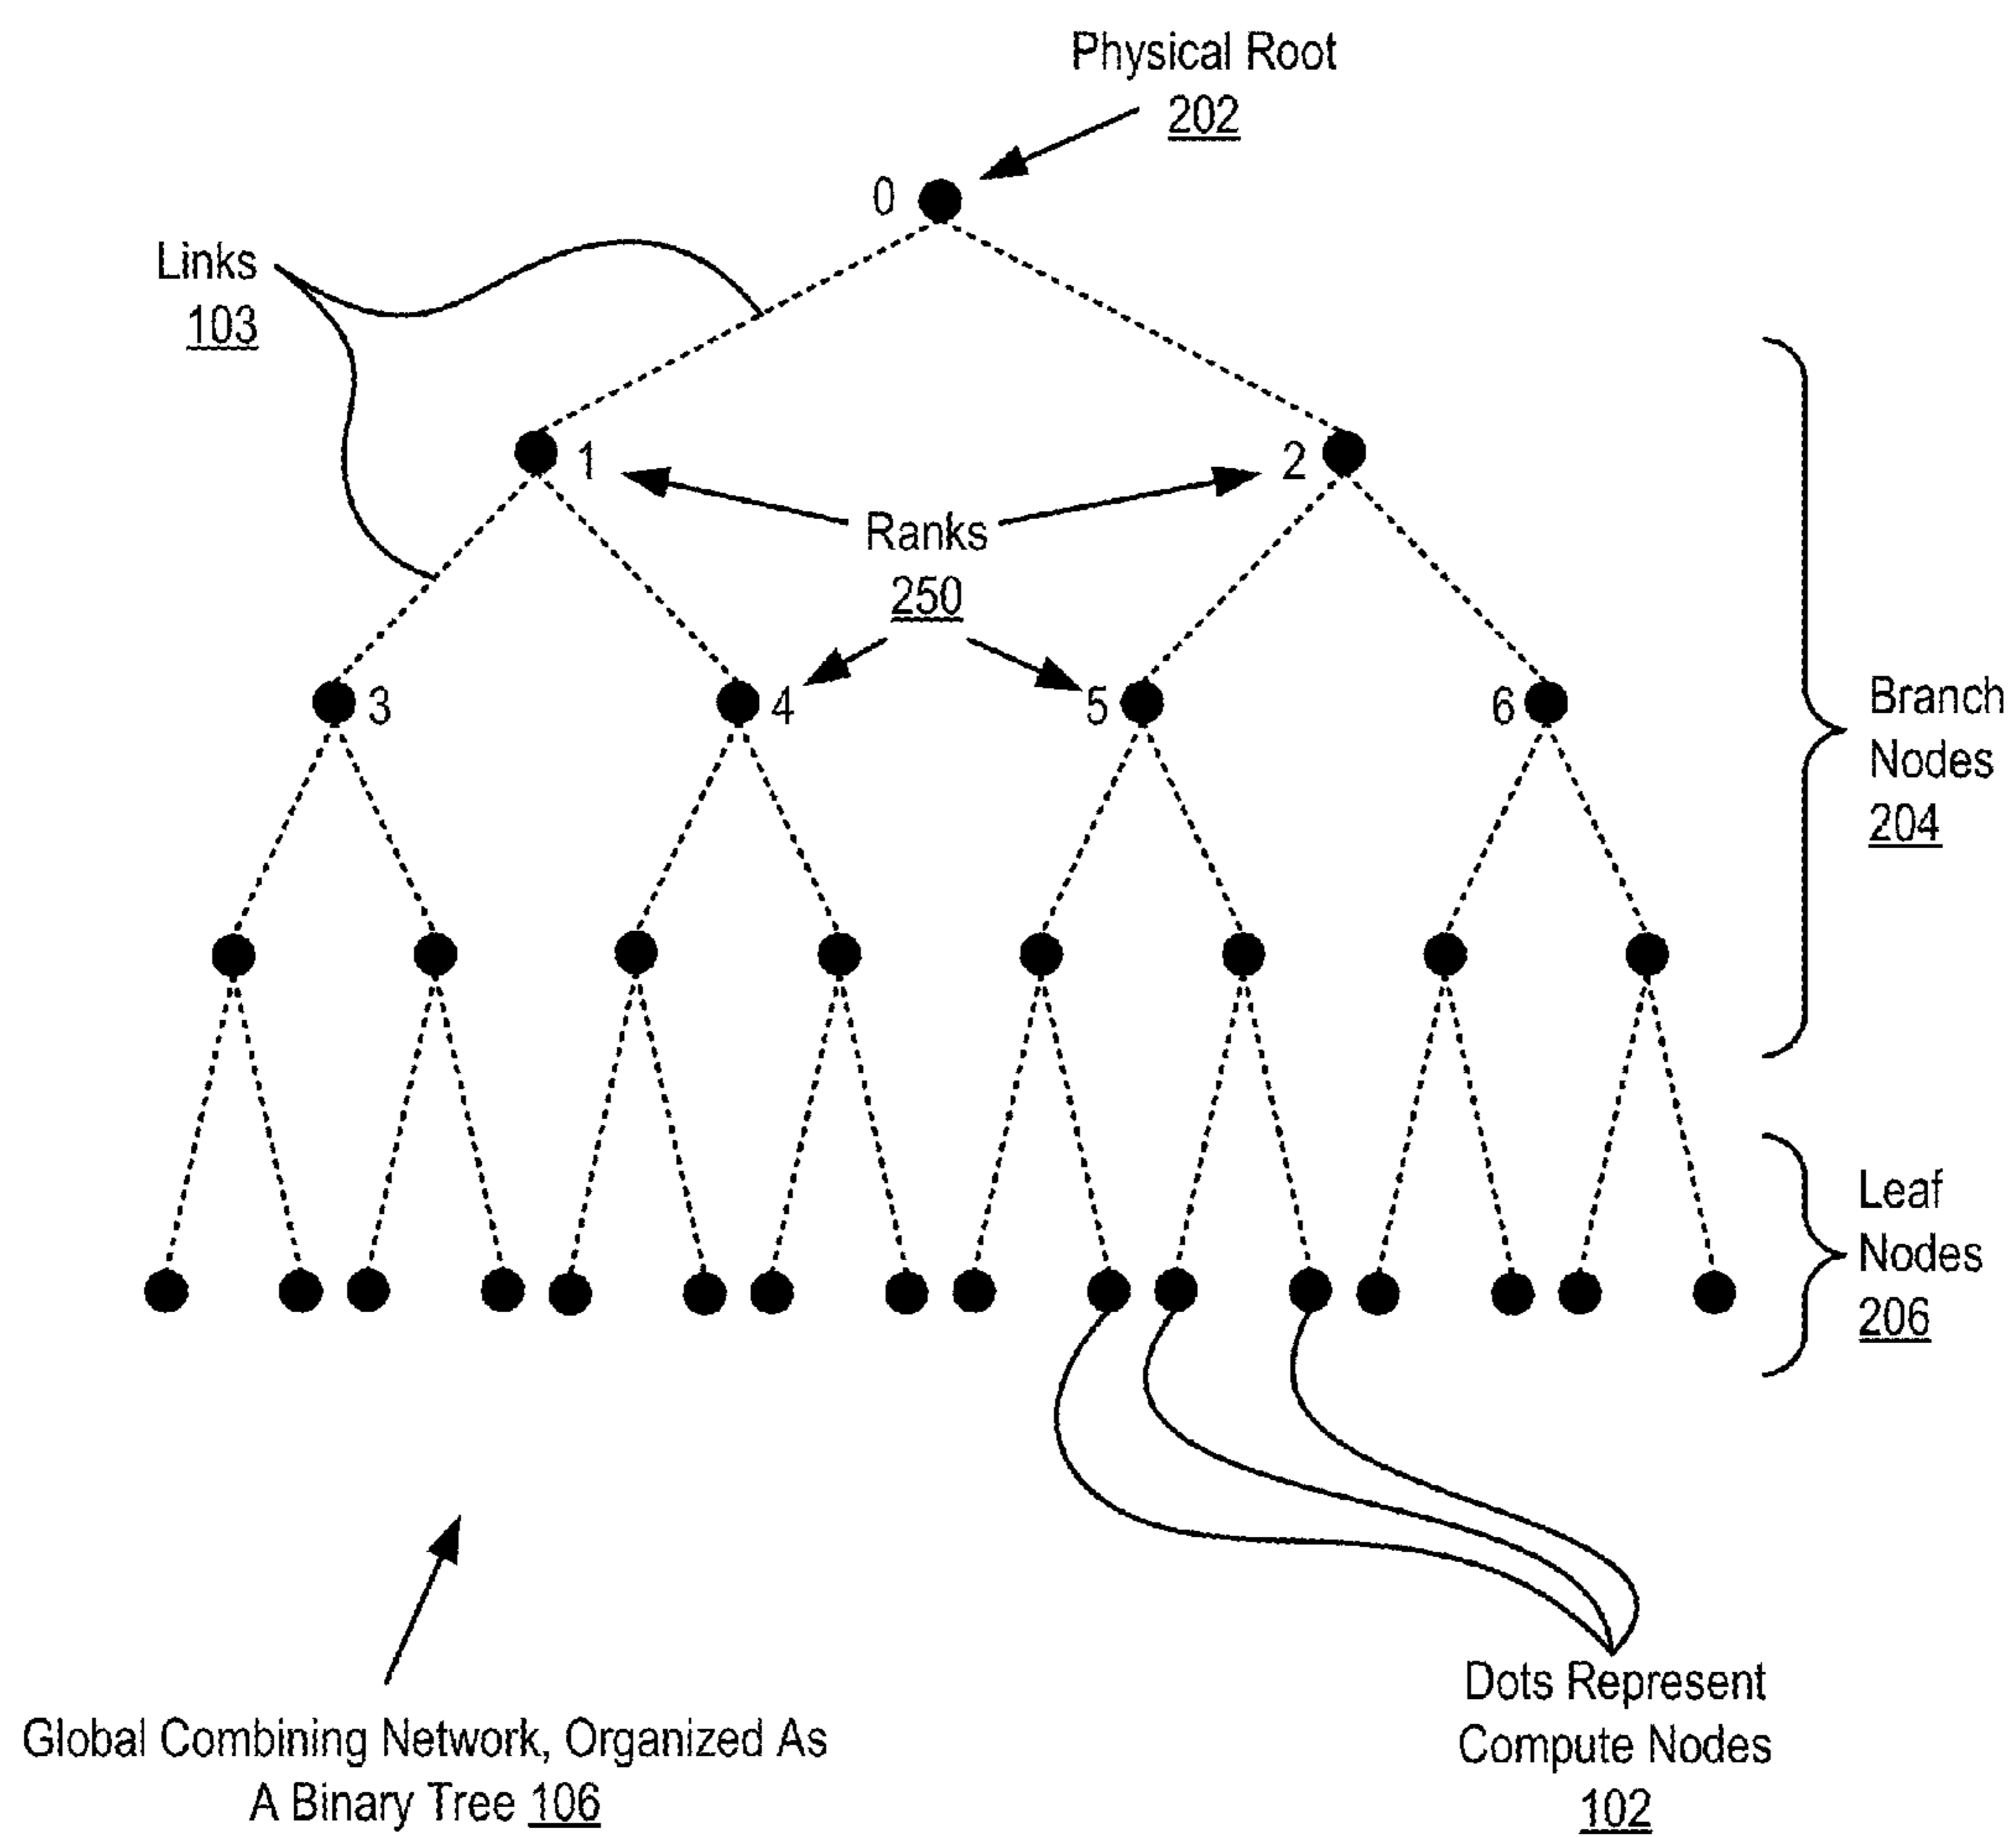 Physical Root
202
0
Links
103
1
2
Ranks
250
3
4
5
6
Branch
Nodes
204
Leaf
Nodes
206
Dots Represent
Compute Nodes
102
Global Combining Network, Organized As
A Binary Tree 106